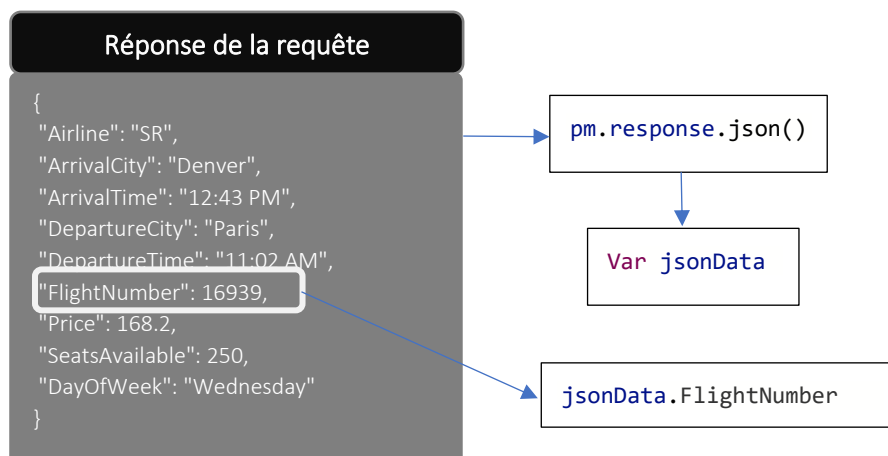 Réponse de la requête
{
"Airline": "SR",
"ArrivalCity": "Denver",
"ArrivalTime": "12:43 PM",
"DepartureCity": "Paris",
"DepartureTime": "11:02 AM",
"FlightNumber": 16939,
"Price": 168.2,
"SeatsAvailable": 250,
"DayOfWeek": "Wednesday"
}
pm.response.json()
Var jsonData
jsonData.FlightNumber